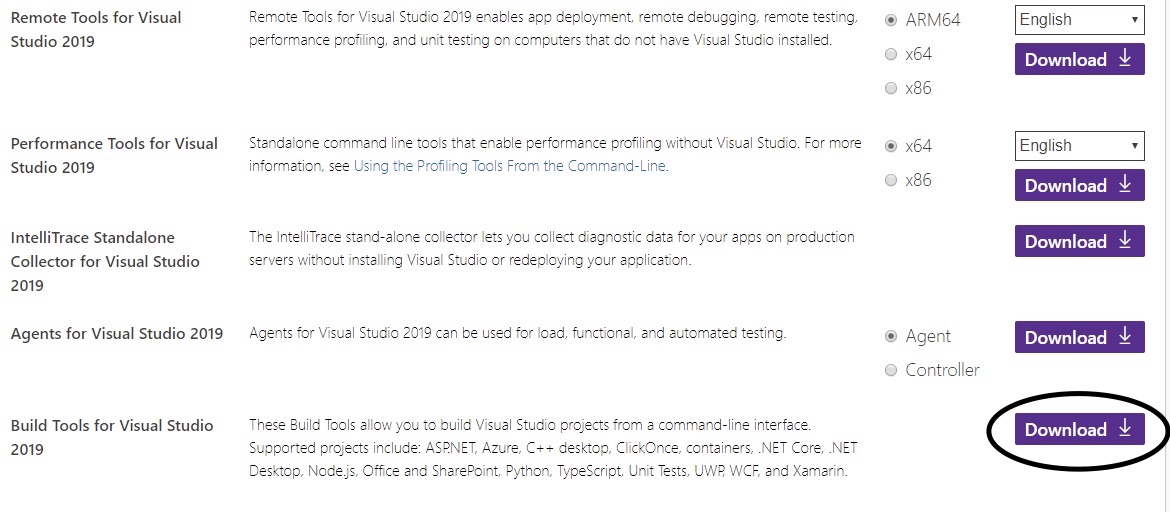 Remote Tools for Visual
Studio 2019
Remote Tools for Visual Studio 2019 enables app deployment, remote debugging, remote testing,
performance profiling, and unit testing on computers that do not have Visual Studio installed.
ARM64
x64
x86
English
Download
Performance Tools for Visual
Studio 2019
Standalone command line tools that enable performance profiling without Visual Studio. For more
information, see Using the Profiling Tools From the Command-Line.
x64
x86
English
Download
IntelliTrace Standalone
Collector for Visual Studio
2019
The IntelliTrace stand-alone collector lets you collect diagnostic data for your apps on production
servers without installing Visual Studio or redeploying your application.
Download
Agents for Visual Studio 2019
Agents for Visual Studio 2019 can be used for load, functional, and automated testing.
Agent
Controller
Download
Build Tools for Visual Studio
2019
These Build Tools allow you to build Visual Studio projects from a command-line interface.
Supported projects include: ASP.NET, Azure, C++ desktop, ClickOnce, containers, .NET Core, .NET
Desktop, Node.js, Office and SharePoint, Python, TypeScript, Unit Tests, UWP, WCF, and Xamarin.
Download